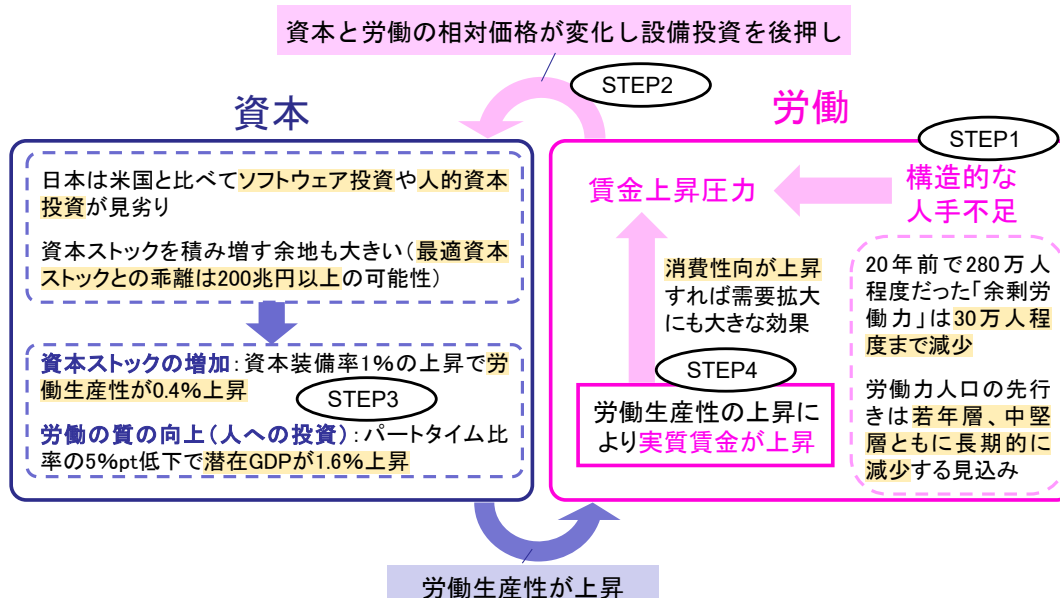 資本と労働の相対価格が変化し設備投資を後押し
STEP2
資本
日本は米国と比べてソフトウェア投資や人的資本
投資が見劣り
資本ストックを積み増す余地も大きい(最適資本
ストックとの乖離は200兆円以上の可能性)
資本ストックの増加:資本装備率1%の上昇で労
働生産性が0.4%上昇
STEP3
労働の質の向上(人への投資):パートタイム比
率の5%pt低下で潜在GDPが1.6%上昇
労働
STEP1
賃金上昇圧力
構造的な
人手不足
20年前で280万人
程度だった「余剰労
働力」は30万人程
度まで減少
労働力人口の先行
きは若年層、中堅
層ともに長期的に
減少する見込み
消費性向が上昇
すれば需要拡大
にも大きな効果
STEP4
労働生産性の上昇に
より実質賃金が上昇
労働生産性が上昇